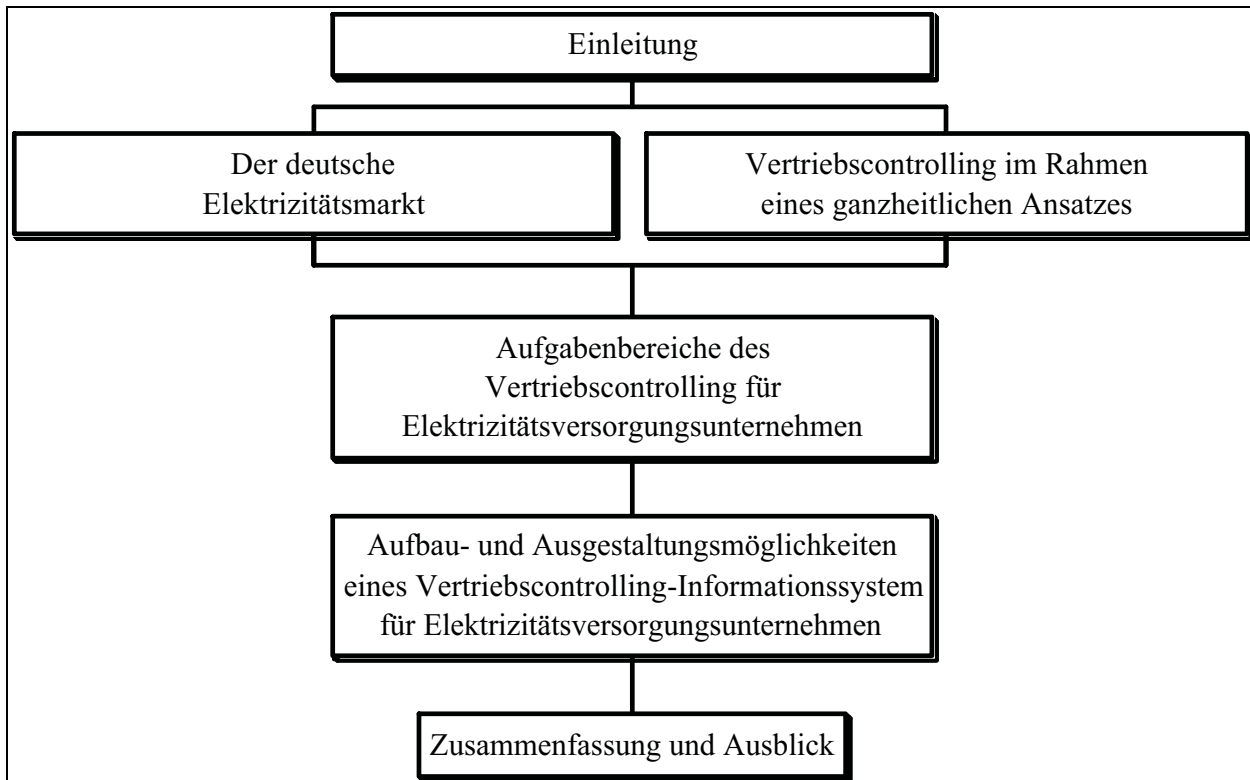 Einleitung
Der deutsche
Elektrizitätsmarkt
Vertriebscontrolling im Rahmen
eines ganzheitlichen Ansatzes
Aufgabenbereiche des
Vertriebscontrolling für
Elektrizitätsversorgungsunternehmen
Aufbau- und Ausgestaltungsmöglichkeiten
eines Vertriebscontrolling-Informationssystem
für Elektrizitätsversorgungsunternehmen
Zusammenfassung und Ausblick